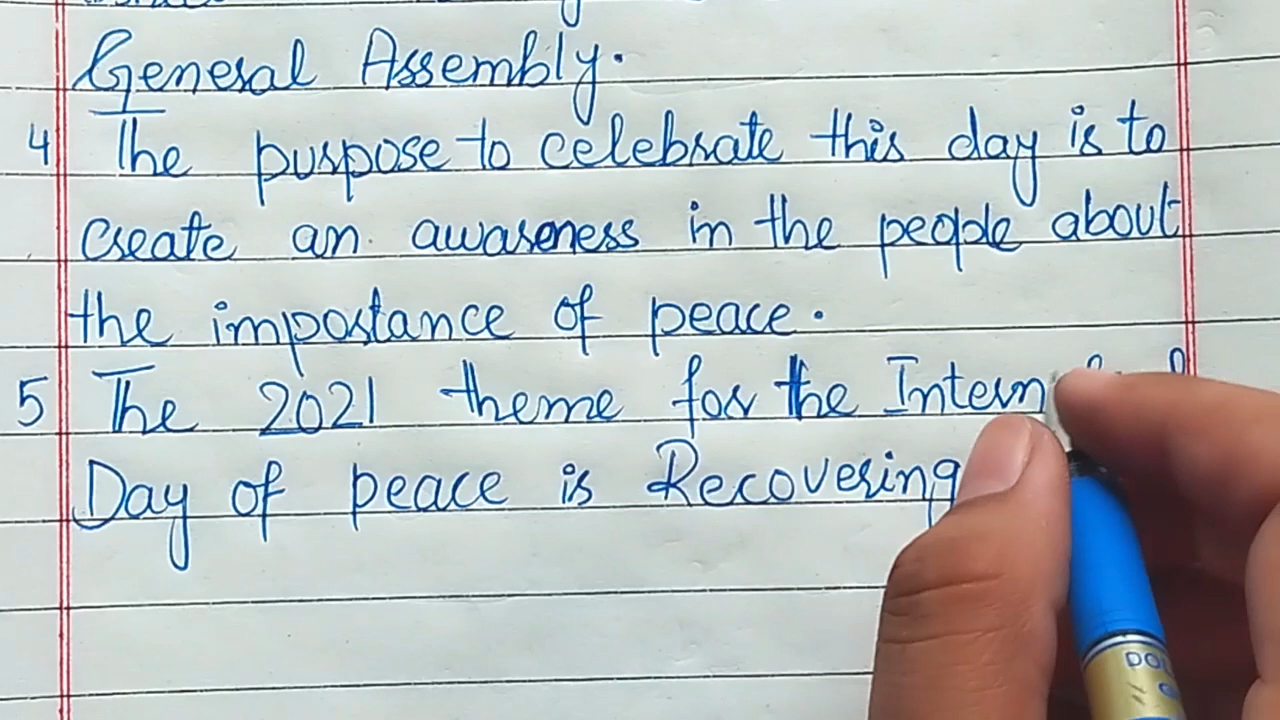 General Assembly.
4 The purpose to celebrate this day is to
create an awareness in the people about
the importance of peace.
5 The 2021 theme for the
Day of peace is Recovering